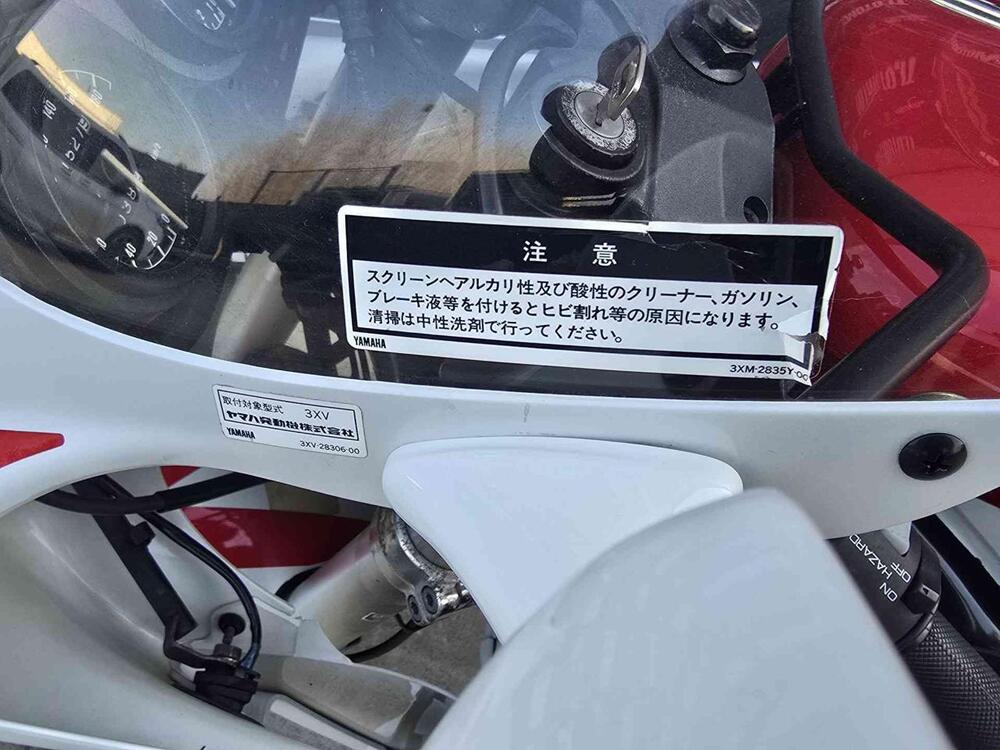 注意
スクリーンへアルカリ性及び酸性のクリーナー、ガソリン、
ブレーキ液等を付けるとヒビ割れ等の原因になります。
清掃は中性洗剤で行ってください。
YAMAHA
3XM-2835Y-00
取付対象型式 3XV
ヤマハ発動機株式会社
YAMAHA
3XV-28306-00
ON
HAZARD
OFF
140
0
20
40